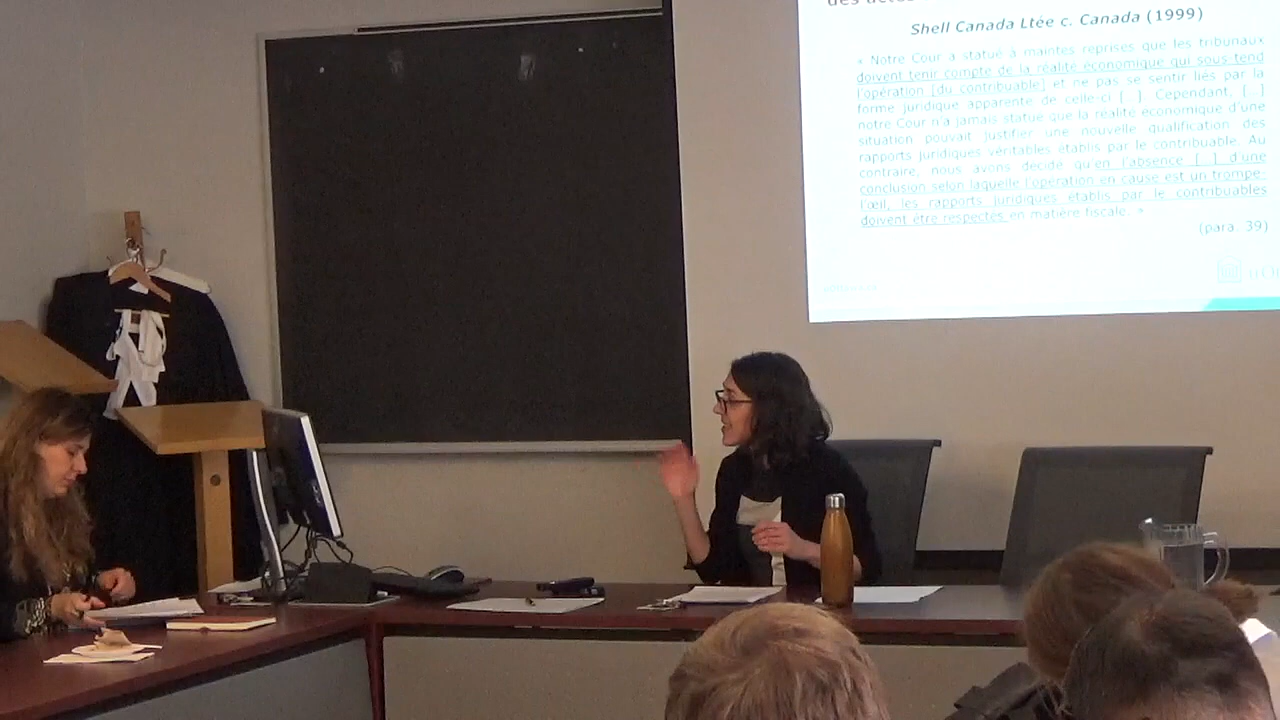 des actes
Shell Canada Ltée c. Canada (1999)
« Notre Cour a statué à maintes reprises que les tribunaux
doivent tenir compte de la réalité économique qui sous-tend
l'opération [du contribuable] et ne pas se sentir liés par la
forme juridique apparente de celle-ci [...]. Cependant, [...]
notre Cour n'a jamais statué que la réalité économique d'une
situation pouvait justifier une nouvelle qualification des
rapports juridiques véritables établis par le contribuable. Au
contraire, nous avons décidé qu'en l'absence [...] d'une
conclusion selon laquelle l'opération en cause est un trompe-
l'œil, les rapports juridiques établis par le contribuables
doivent être respectés en matière fiscale. »
(para. 39)